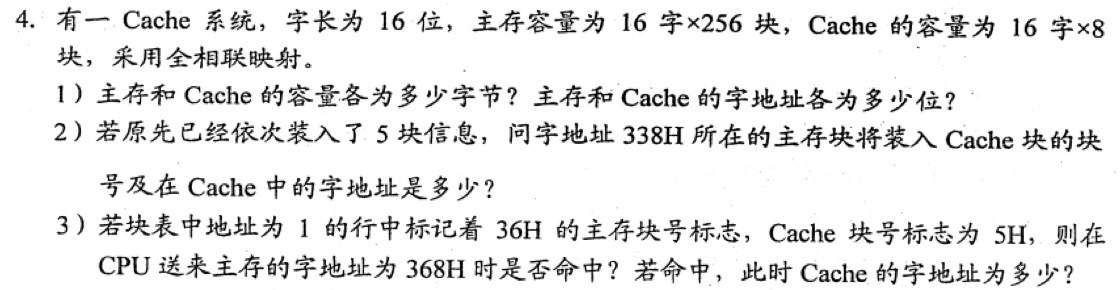 4. 有一 Cache 系统，字长为 16 位，主存容量为 16 字×256 块，Cache 的容量为 16 字×8
块，采用全相联映射。
1）主存和 Cache 的容量各为多少字节？主存和 Cache 的字地址各为多少位？
2）若原先已经依次装入了 5 块信息，问字地址 338H 所在的主存块将装入 Cache 块的块
号及在 Cache 中的字地址是多少？
3）若块表中地址为 1 的行中标记着 36H 的主存块号标志，Cache 块号标志为 5H，则在
CPU 送来主存的字地址为 368H 时是否命中？若命中，此时 Cache 的字地址为多少？